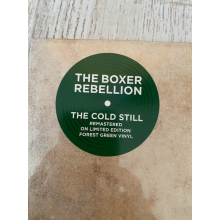 THE BOXER
REBELLION
THE COLD STILL
REMASTERED
ON LIMITED EDITION
FOREST GREEN VINYL